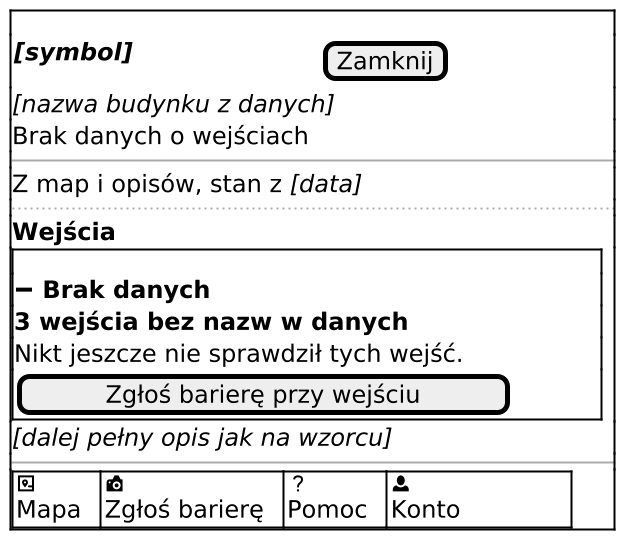 [symbol]
Zamknij
[nazwa budynku z danych]
Brak danych o wejściach
Z map i opisów, stan z [data]
Wejścia
− Brak danych
3 wejścia bez nazw w danych
Nikt jeszcze nie sprawdził tych wejść.
Zgłoś barierę przy wejściu
[dalej pełny opis jak na wzorcu]
?
Mapa
Zgłoś barierę
Pomoc
Konto